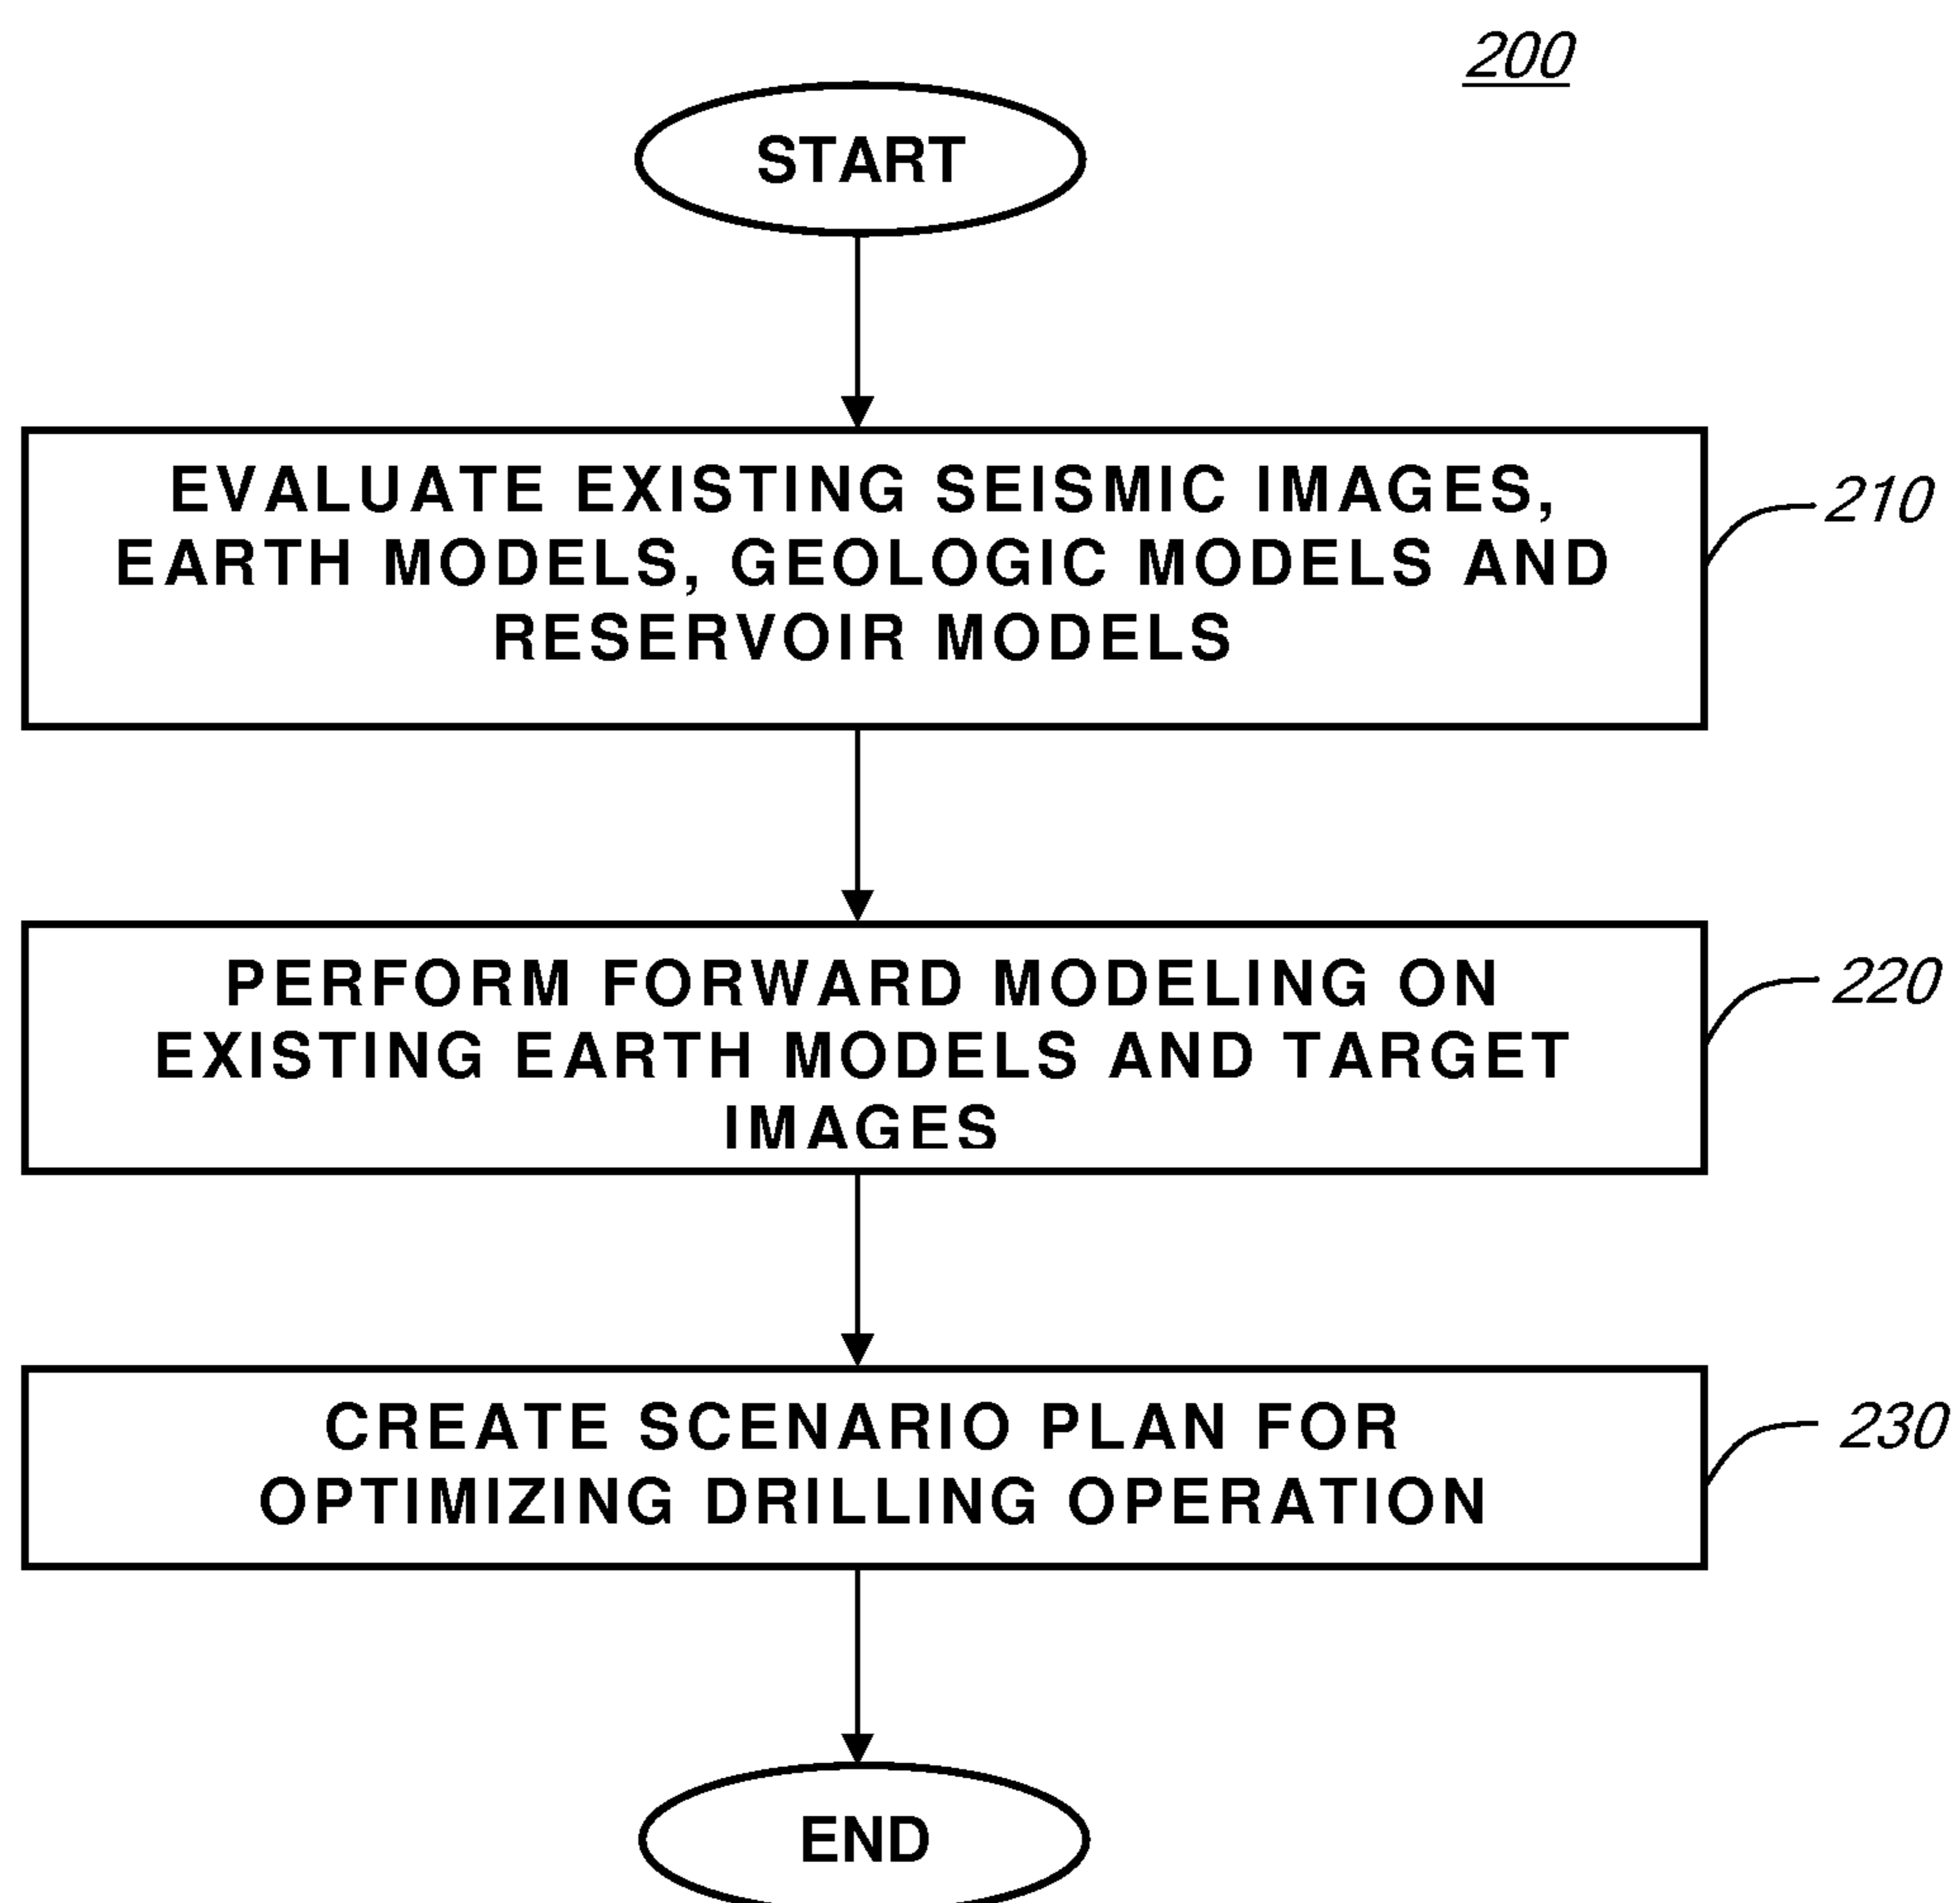 200
START
EVALUATE EXISTING SEISMIC IMAGES,
EARTH MODELS, GEOLOGIC MODELS AND
RESERVOIR MODELS
210
PERFORM FORWARD MODELING ON
EXISTING EARTH MODELS AND TARGET
IMAGES
220
CREATE SCENARIO PLAN FOR
OPTIMIZING DRILLING OPERATION
230
END